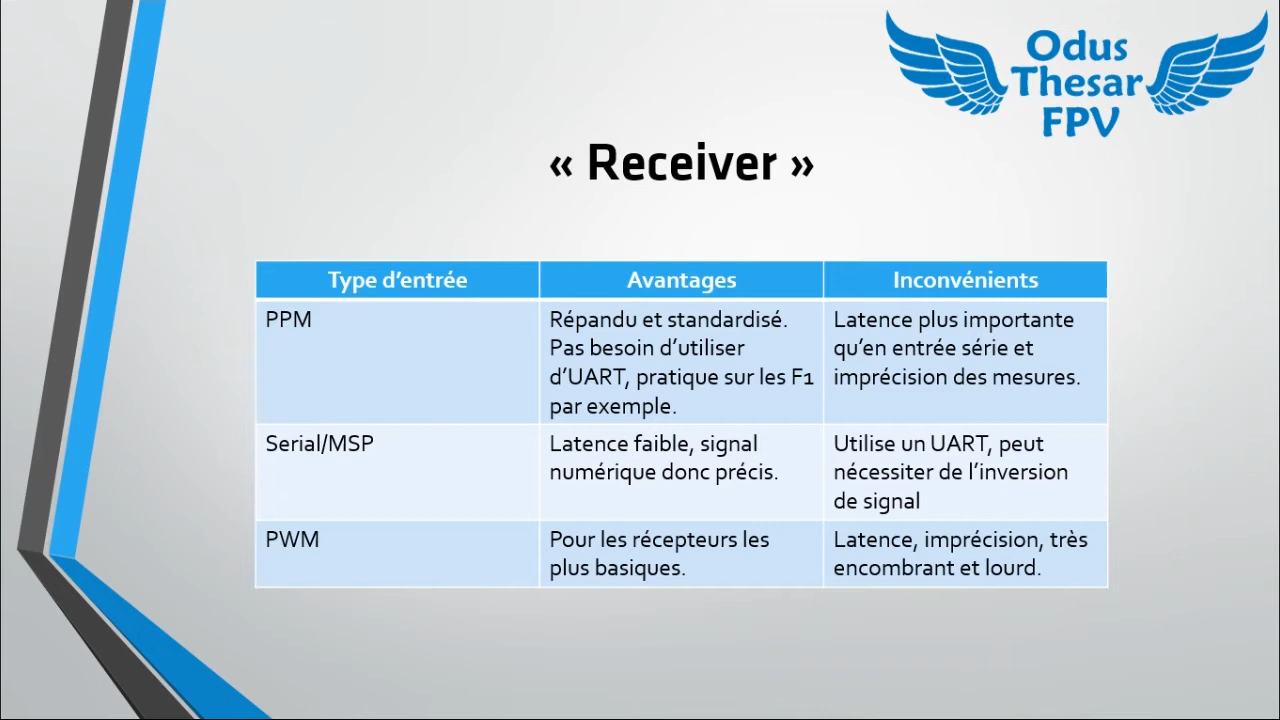 Odus
Thesar
FPV
« Receiver »
Type d’entrée
Avantages
Inconvénients
PPM
Répandu et standardisé.
Pas besoin d’utiliser
d’UART, pratique sur les F1
par exemple.
Latence plus importante
qu’en entrée série et
imprécision des mesures.
Serial/MSP
Latence faible, signal
numérique donc précis.
Utilise un UART, peut
nécessiter de l’inversion
de signal
PWM
Pour les récepteurs les
plus basiques.
Latence, imprécision, très
encombrant et lourd.